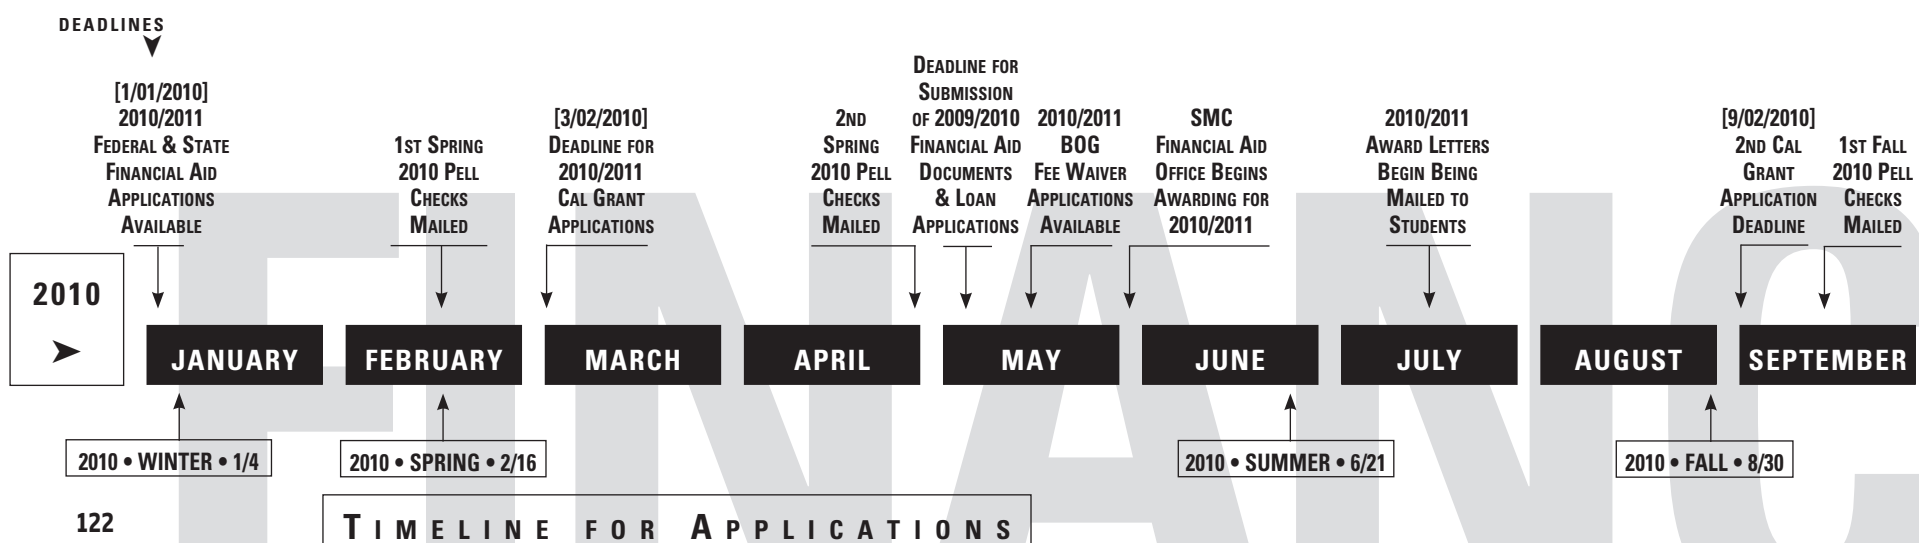 DEADLINES
[1/01/2010]
2010/2011
FEDERAL & STATE
FINANCIAL AID
APPLICATIONS
AVAILABLE
1ST SPRING
2010 PELL
CHECKS
MAILED
[3/02/2010]
DEADLINE FOR
2010/2011
CAL GRANT
APPLICATIONS
2ND
SPRING
2010 PELL
CHECKS
MAILED
DEADLINE FOR
SUBMISSION
OF 2009/2010
FINANCIAL AID
DOCUMENTS
& LOAN
APPLICATIONS
2010/2011
BOG
FEE WAIVER
APPLICATIONS
AVAILABLE
SMC
FINANCIAL AID
OFFICE BEGINS
AWARDING FOR
2010/2011
2010/2011
AWARD LETTERS
BEGIN BEING
MAILED TO
STUDENTS
[9/02/2010]
2ND CAL
GRANT
APPLICATION
DEADLINE
1ST FALL
2010 PELL
CHECKS
MAILED
2010
JANUARY
FEBRUARY
MARCH
APRIL
MAY
JUNE
JULY
AUGUST
SEPTEMBER
2010 • WINTER • 1/4
2010 • SPRING • 2/16
2010 • SUMMER • 6/21
2010 • FALL • 8/30
122
TIMELINE FOR APPLICATIONS
FINANC